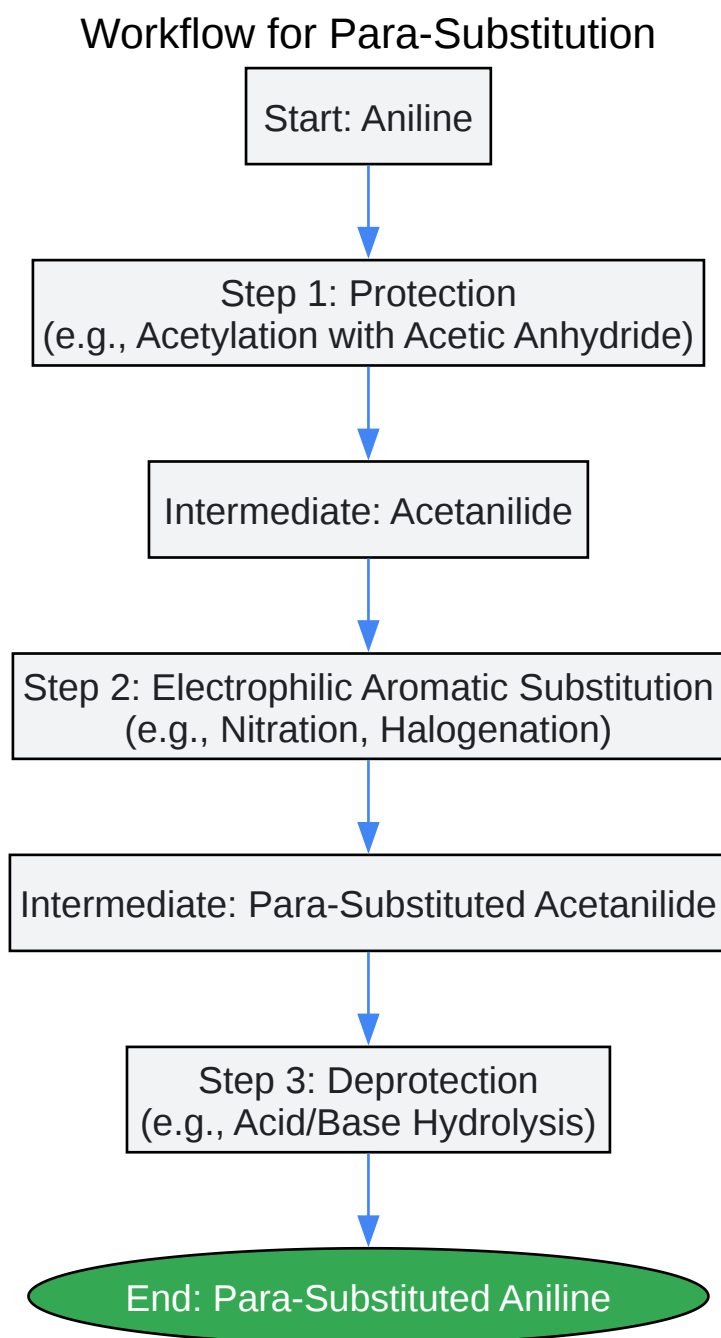 Workflow for Para-Substitution
Start: Aniline
Step 1: Protection
(e.g., Acetylation with Acetic Anhydride)
Intermediate: Acetanilide
Step 2: Electrophilic Aromatic Substitution
(e.g., Nitration, Halogenation)
Intermediate: Para-Substituted Acetanilide
Step 3: Deprotection
(e.g., Acid/Base Hydrolysis)
End: Para-Substituted Aniline